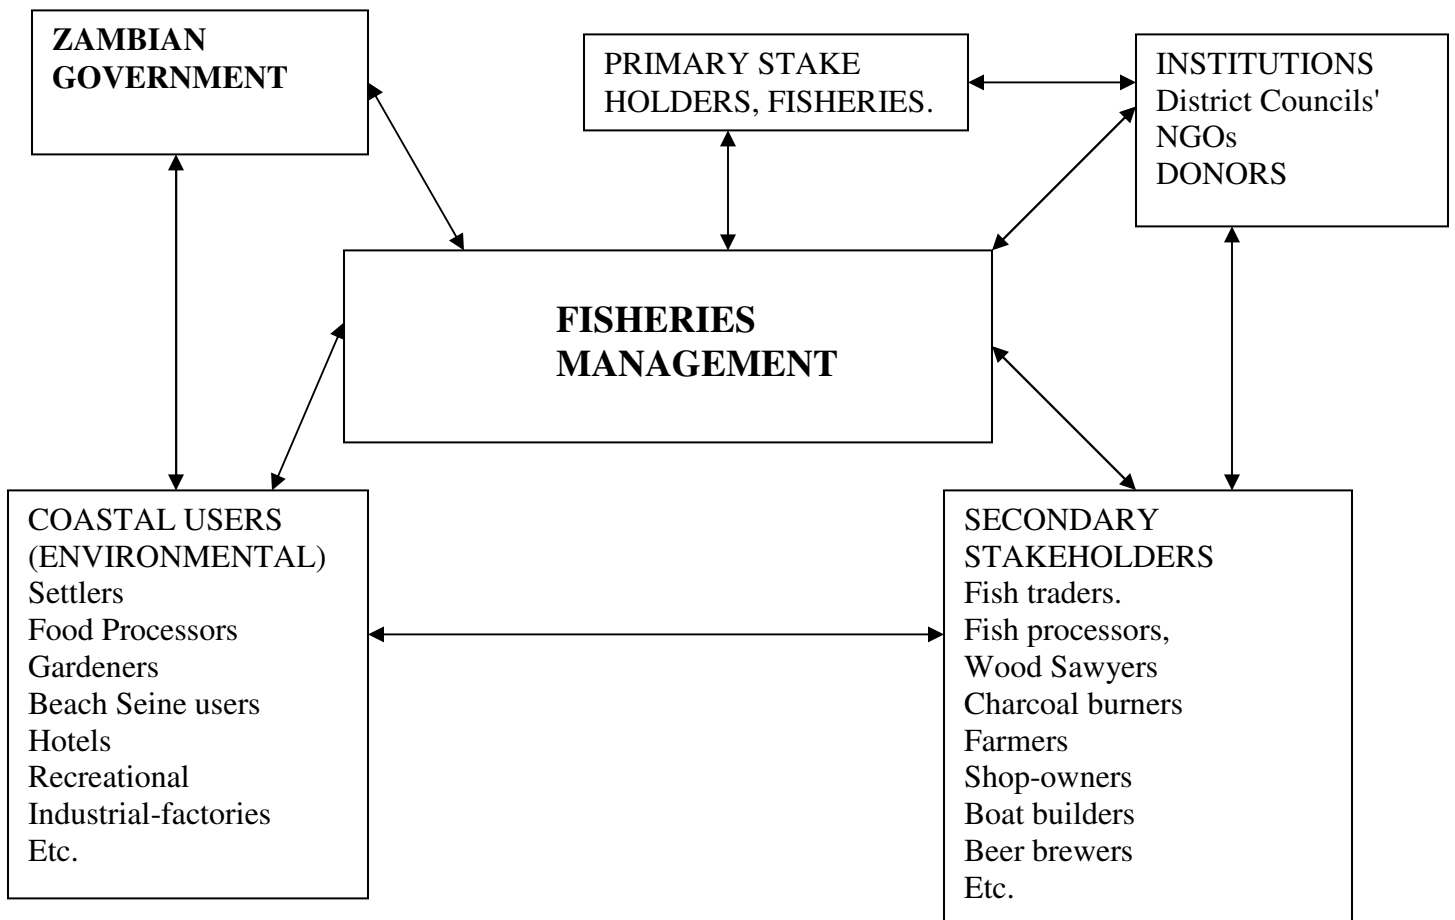 ZAMBIAN
GOVERNMENT
PRIMARY STAKE
HOLDERS, FISHERIES.
INSTITUTIONS
District Councils'
NGOs
DONORS
FISHERIES
MANAGEMENT
COASTAL USERS
(ENVIRONMENTAL)
Settlers
Food Processors
Gardeners
Beach Seine users
Hotels
Recreational
Industrial-factories
Etc.
SECONDARY
STAKEHOLDERS
Fish traders.
Fish processors,
Wood Sawyers
Charcoal burners
Farmers
Shop-owners
Boat builders
Beer brewers
Etc.